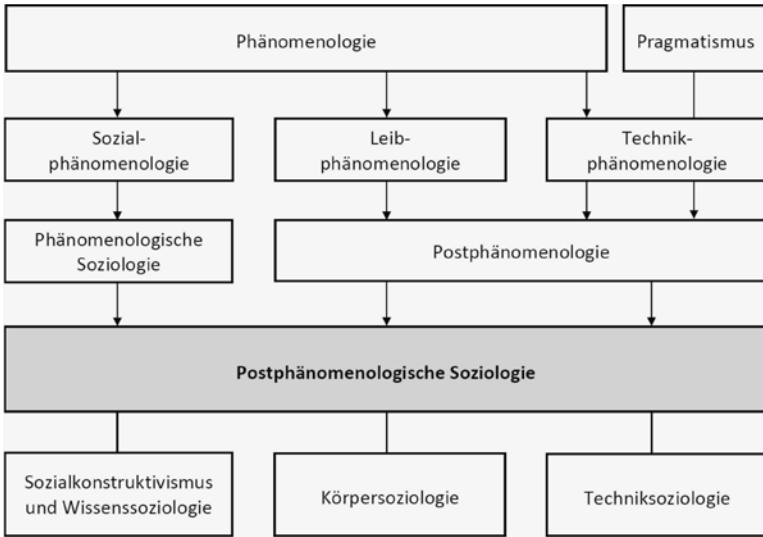 Phänomenologie
Pragmatismus
Sozial-
phänomenologie
Leib-
phänomenologie
Technik-
phänomenologie
Phänomenologische
Soziologie
Postphänomenologie
Postphänomenologische Soziologie
Sozialkonstruktivismus
und Wissenssoziologie
Körpersoziologie
Techniksoziologie